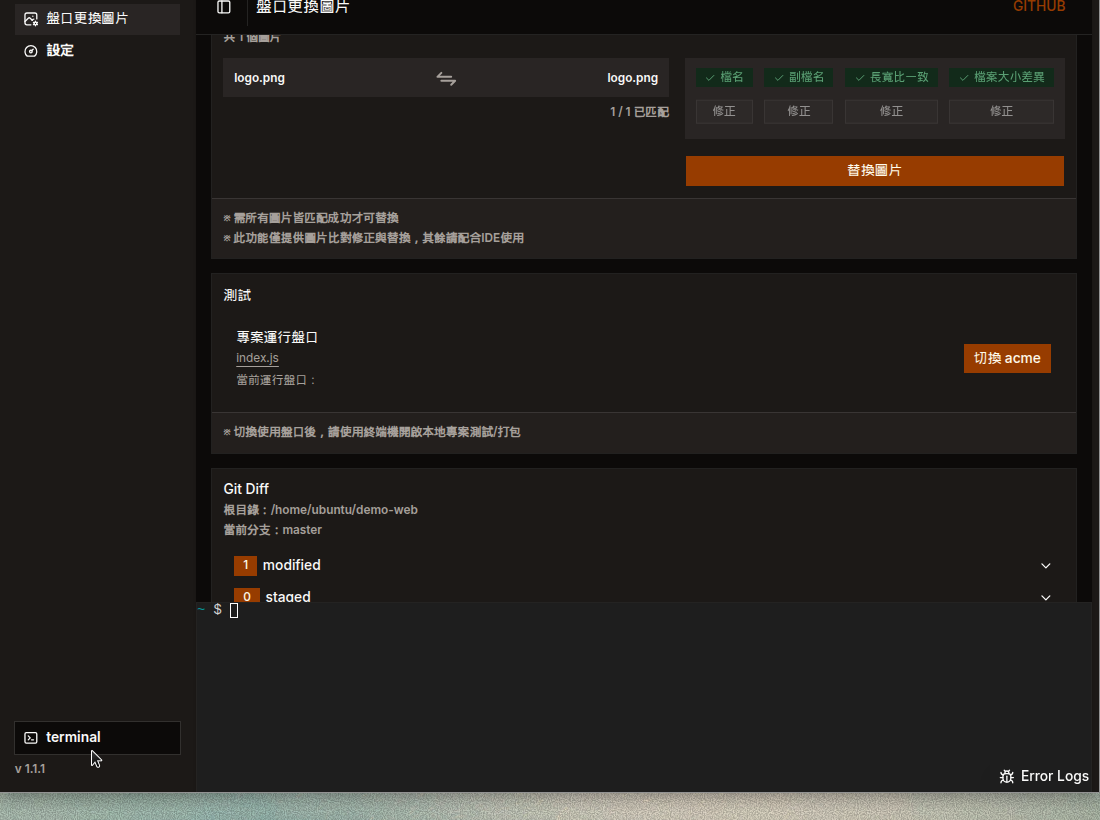 盤口更換圖片
設定
terminal
v 1.1.1
盤口更換圖片
GITHUB
共 1 個圖片
logo.png
logo.png
1 / 1 已匹配
檔名
副檔名
長寬比一致
檔案大小差異
修正
修正
修正
修正
替換圖片
※ 需所有圖片皆匹配成功才可替換
※ 此功能僅提供圖片比對修正與替換，其餘請配合IDE使用
測試
專案運行盤口
index.js
當前運行盤口：
切換 acme
※ 切換使用盤口後，請使用終端機開啟本地專案測試/打包
Git Diff
根目錄：/home/ubuntu/demo-web
當前分支：master
1 modified
0 staged
~ $
Error Logs